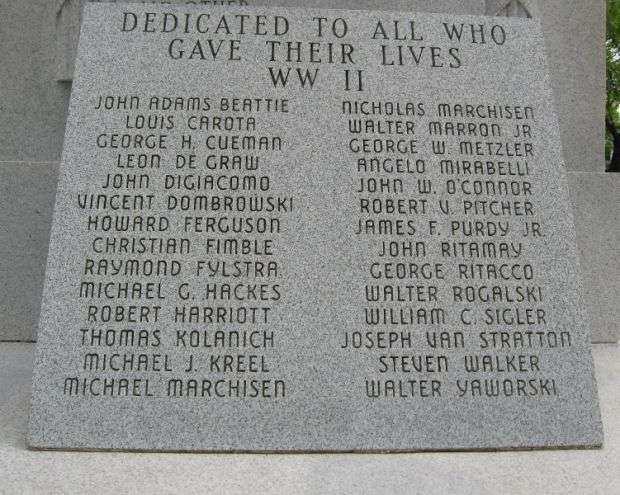 NO OTHER
DEDICATED TO ALL WHO
GAVE THEIR LIVES
WW II
JOHN ADAMS BEATTIE
LOUIS CAROTA
GEORGE H. CUEMAN
LEON DE GRAW
JOHN DIGIACOMO
VINCENT DOMBROWSKI
HOWARD FERGUSON
CHRISTIAN FIMBLE
RAYMOND FYLSTRA
MICHAEL G. HACKES
ROBERT HARRIOTT
THOMAS KOLANICH
MICHAEL J. KREEL
MICHAEL MARCHISEN
NICHOLAS MARCHISEN
WALTER MARRON JR.
GEORGE W. METZLER
ANGELO MIRABELLI
JOHN W. O'CONNOR
ROBERT V. PITCHER
JAMES F. PURDY JR.
JOHN RITAMAY
GEORGE RITACCO
WALTER ROGALSKI
WILLIAM C. SIGLER
JOSEPH VAN STRATTON
STEVEN WALKER
WALTER YAWORSKI